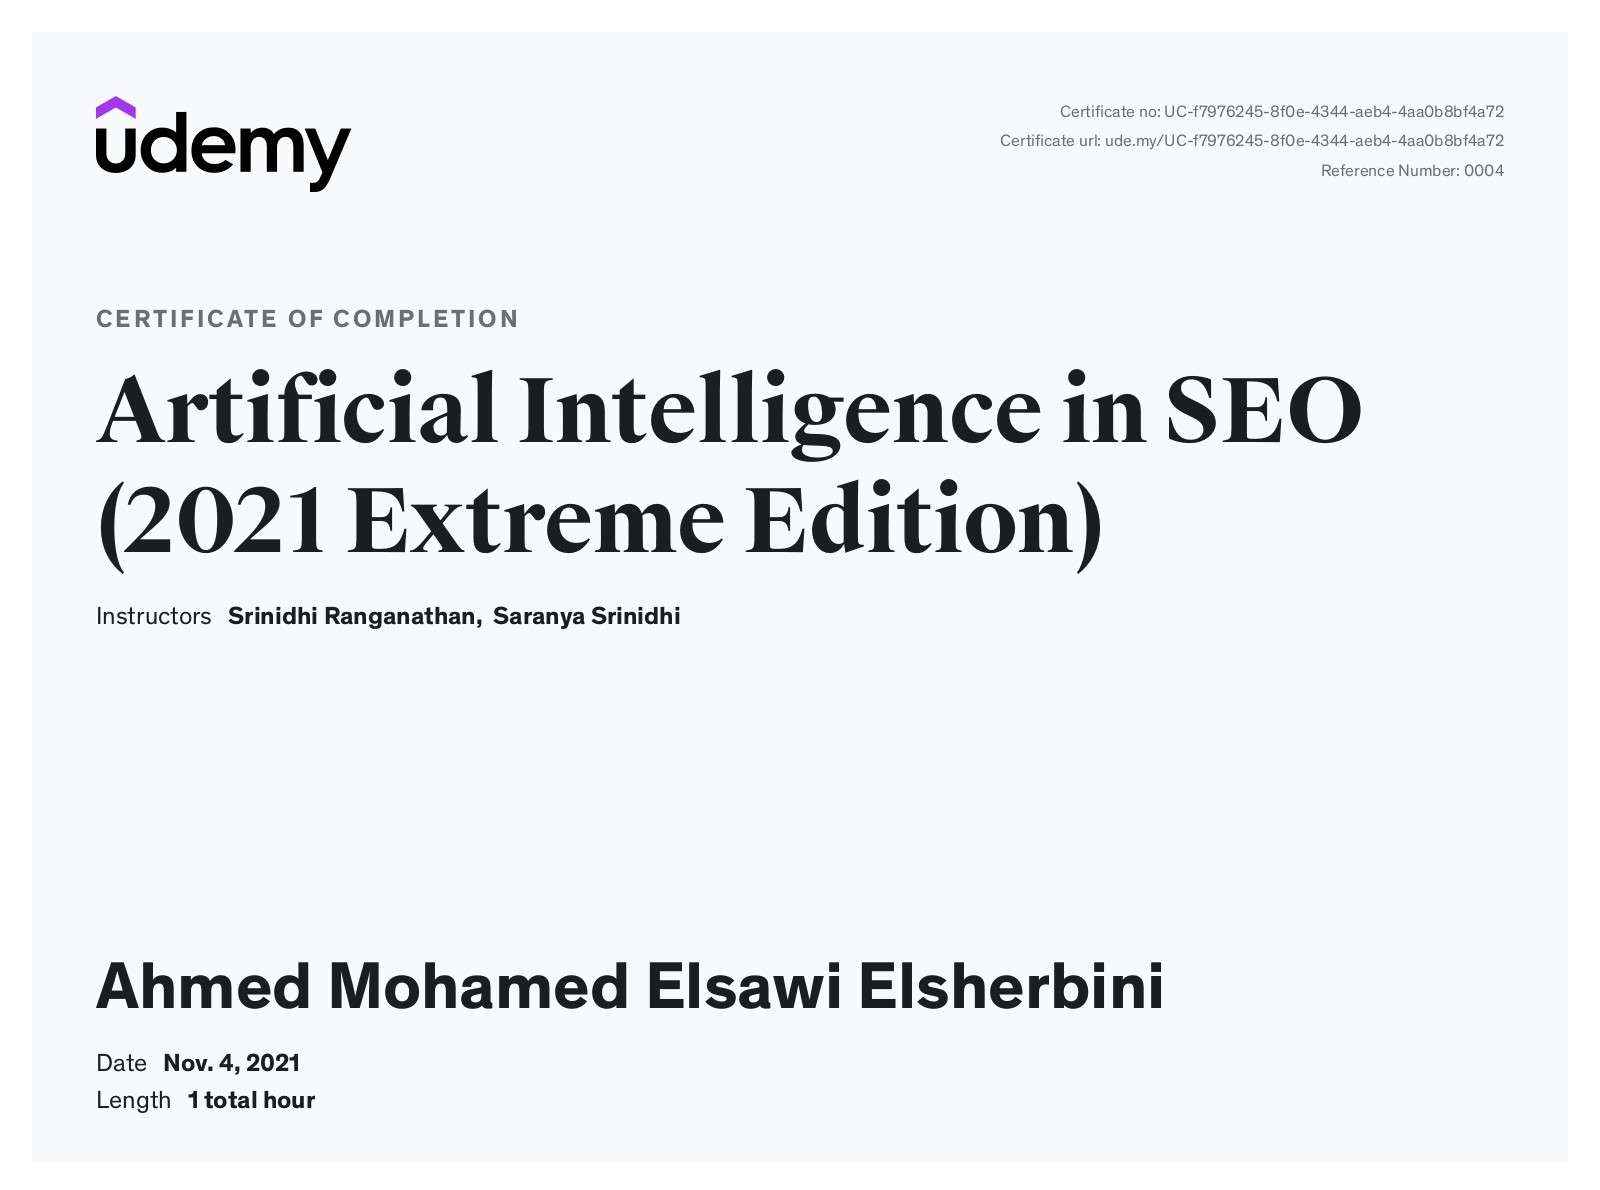 udemy
Certificate no: UC-f7976245-8f0e-4344-aeb4-4aa0b8bf4a72
Certificate url: ude.my/UC-f7976245-8f0e-4344-aeb4-4aa0b8bf4a72
Reference Number: 0004
CERTIFICATE OF COMPLETION
Artificial Intelligence in SEO
(2021 Extreme Edition)
Instructors Srinidhi Ranganathan, Saranya Srinidhi
Ahmed Mohamed Elsawi Elsherbini
Date Nov. 4, 2021
Length 1 total hour